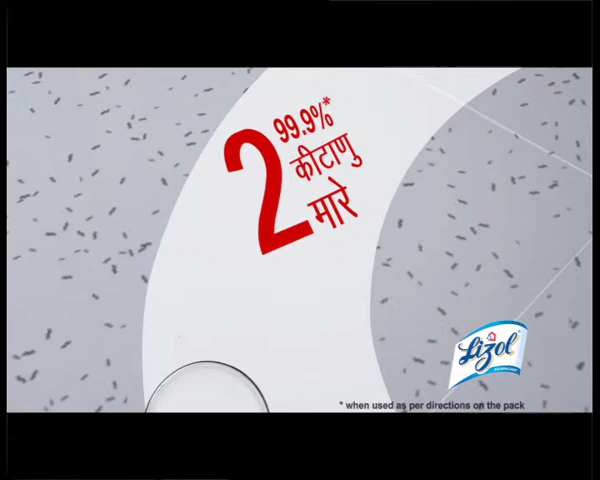 2
99.9%*
कीटाणु
मारे
Lizol
* when used as per directions on the pack